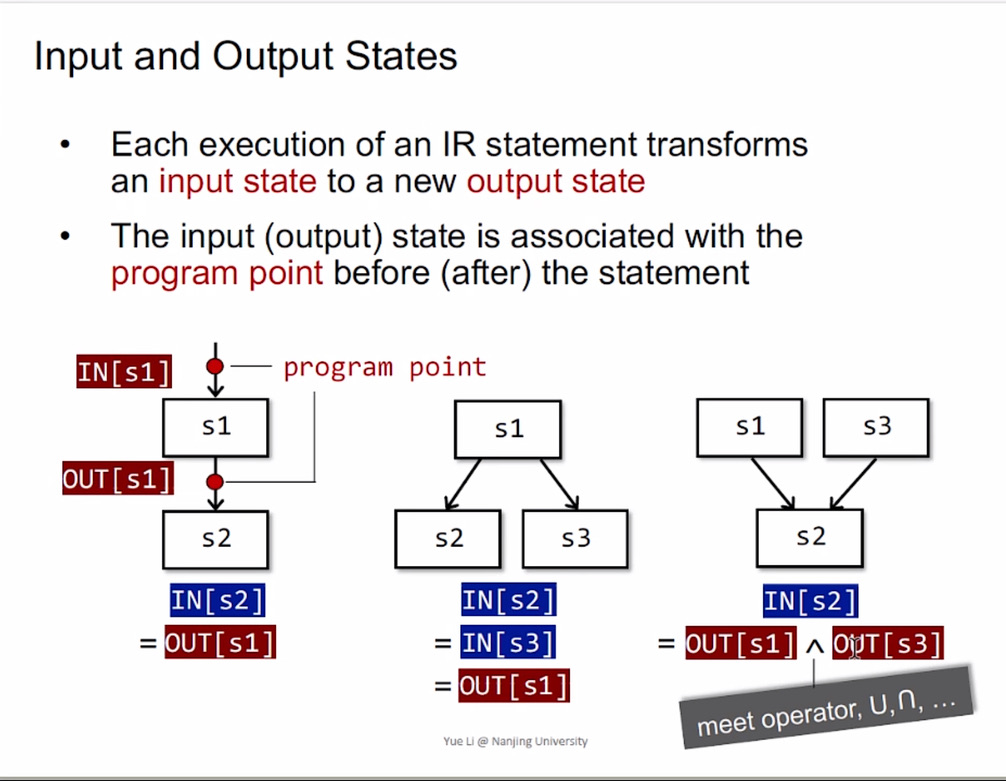 Input and Output States
• Each execution of an IR statement transforms
an input state to a new output state
• The input (output) state is associated with the
program point before (after) the statement
IN[s1]
program point
s1
OUT[s1]
s2
IN[s2]
= OUT[s1]
s1
s2 s3
IN[s2]
= IN[s3]
= OUT[s1]
s1 s3
s2
IN[s2]
= OUT[s1] ∧ OUT[s3]
meet operator, ∪,∩, ...
Yue Li @ Nanjing University